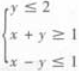 y ≤ 2
x + y ≥ 1
x − y ≤ 1